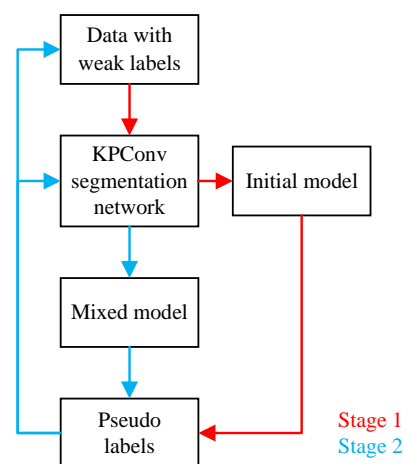 Data with
weak labels
KPConv
segmentation
network
Initial model
Mixed model
Pseudo
labels
Stage 1
Stage 2